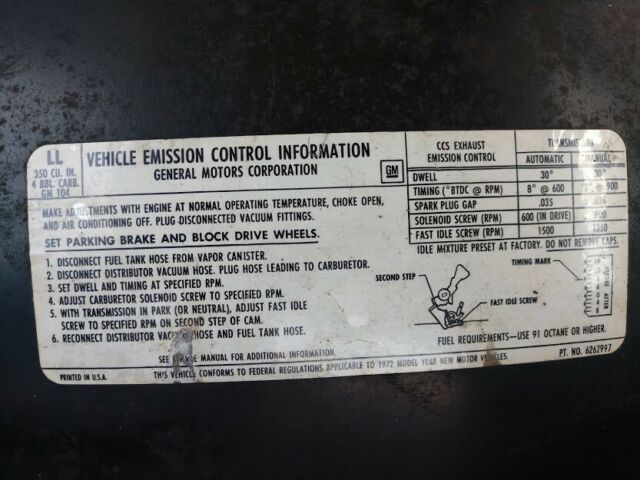 LL
350 CU. IN.
4 BBL. CARB.
GM 104
VEHICLE EMISSION CONTROL INFORMATION
GENERAL MOTORS CORPORATION
GM
MAKE ADJUSTMENTS WITH ENGINE AT NORMAL OPERATING TEMPERATURE, CHOKE OPEN,
AND AIR CONDITIONING OFF. PLUG DISCONNECTED VACUUM FITTINGS.
SET PARKING BRAKE AND BLOCK DRIVE WHEELS.
1. DISCONNECT FUEL TANK HOSE FROM VAPOR CANISTER.
2. DISCONNECT DISTRIBUTOR VACUUM HOSE. PLUG HOSE LEADING TO CARBURETOR.
3. SET DWELL AND TIMING AT SPECIFIED RPM.
4. ADJUST CARBURETOR SOLENOID SCREW TO SPECIFIED RPM.
5. WITH TRANSMISSION IN PARK (OR NEUTRAL), ADJUST FAST IDLE
SCREW TO SPECIFIED RPM ON SECOND STEP OF CAM.
6. RECONNECT DISTRIBUTOR VACUUM HOSE AND FUEL TANK HOSE.
SEE SERVICE MANUAL FOR ADDITIONAL INFORMATION.
PRINTED IN U.S.A.
THIS VEHICLE CONFORMS TO FEDERAL REGULATIONS APPLICABLE TO 1972 MODEL YEAR NEW MOTOR VEHICLES.
CCS EXHAUST EMISSION CONTROL
TRANSMISSION
AUTOMATIC MANUAL
DWELL 30° 30°
TIMING (°BTDC @ RPM) 8° @ 600 @ 900
SPARK PLUG GAP .035
SOLENOID SCREW (RPM) 600 (IN DRIVE)
FAST IDLE SCREW (RPM) 1500 1350
IDLE MIXTURE PRESET AT FACTORY. DO NOT REMOVE CAPS.
TIMING MARK
SECOND STEP
FAST IDLE SCREW
BEFORE
AFTER
FUEL REQUIREMENTS—USE 91 OCTANE OR HIGHER.
PT. NO. 6262997